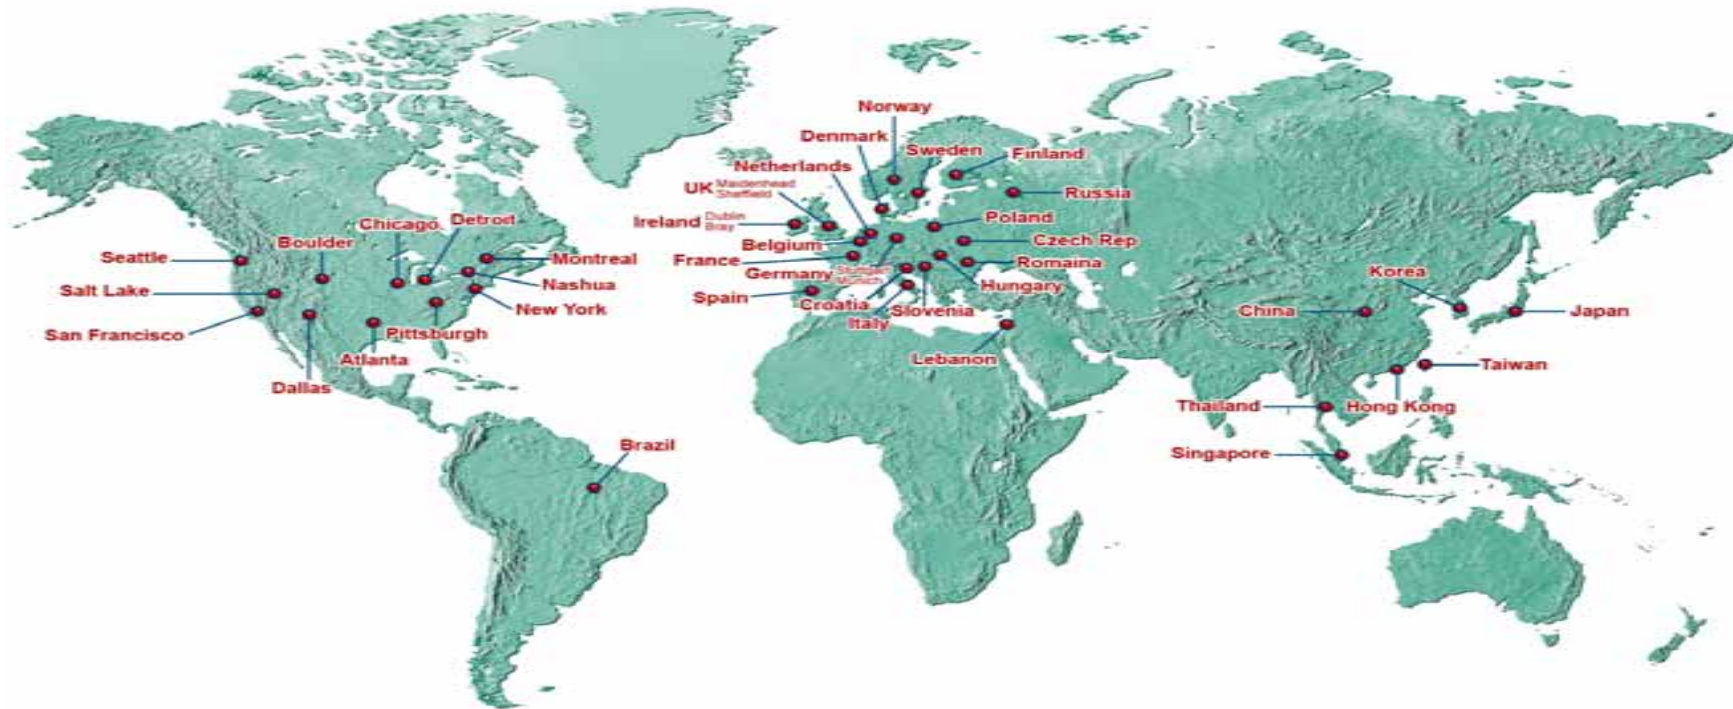 Norway
Denmark
Sweden
Finland
Netherlands
UK Maidenhead
Sheffield
Russia
Ireland Dublin
Bray
Poland
Chicago
Detroit
Belgium
Czech Rep
Boulder
Seattle
Montreal
France
Romaina
Germany Stuttgart
Munich
Korea
Nashua
Hungary
Salt Lake
Spain
Croatia
New York
Slovenia
China
Japan
Italy
San Francisco
Pittsburgh
Atlanta
Lebanon
Taiwan
Dallas
Thailand
Hong Kong
Brazil
Singapore